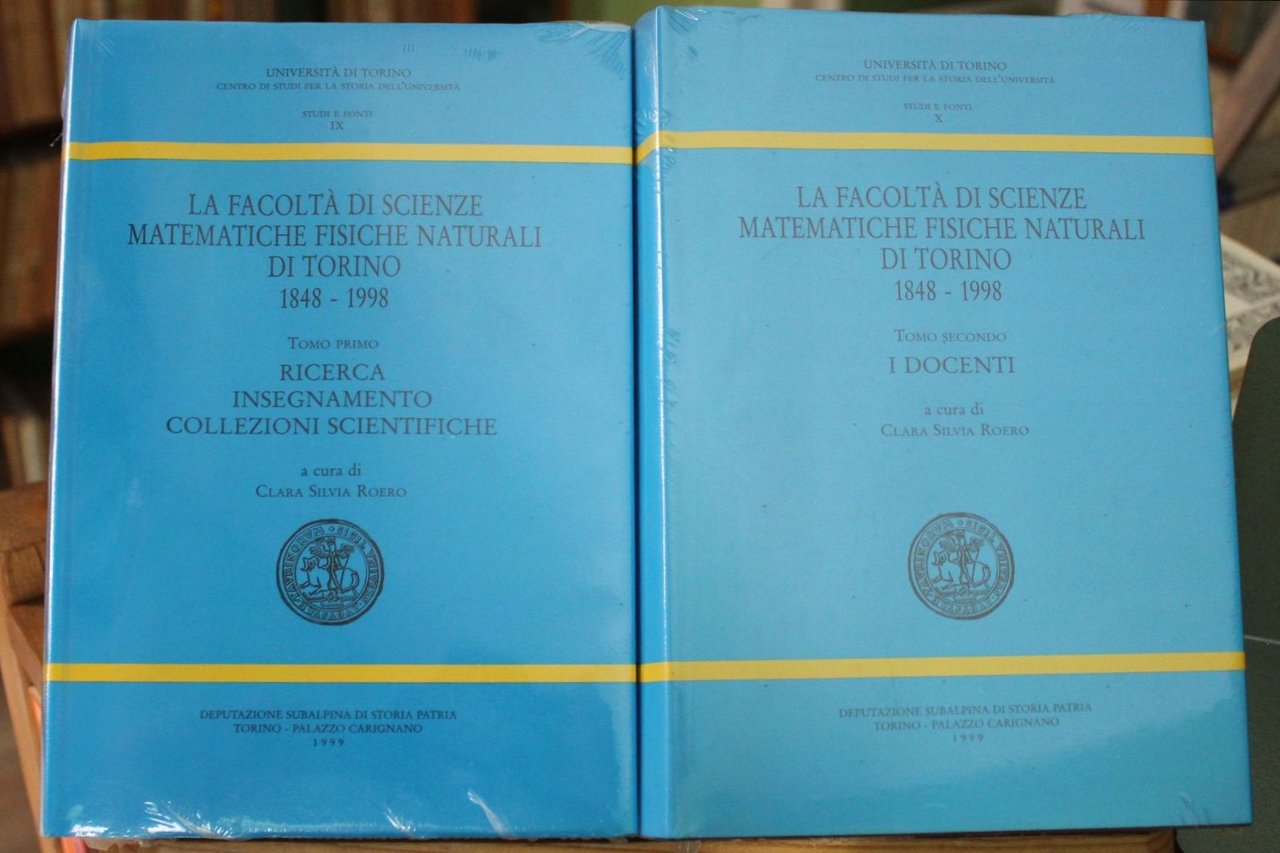 UNIVERSITÀ DI TORINO
CENTRO DI STUDI PER LA STORIA DELL'UNIVERSITÀ
STUDI E FONTI
IX
LA FACOLTÀ DI SCIENZE
MATEMATICHE FISICHE NATURALI
DI TORINO
1848 - 1998
TOMO PRIMO
RICERCA
INSEGNAMENTO
COLLEZIONI SCIENTIFICHE
a cura di
CLARA SILVIA ROERO
DEPUTAZIONE SUBALPINA DI STORIA PATRIA
TORINO - PALAZZO CARIGNANO
1999
UNIVERSITÀ DI TORINO
CENTRO DI STUDI PER LA STORIA DELL'UNIVERSITÀ
STUDI E FONTI
X
LA FACOLTÀ DI SCIENZE
MATEMATICHE FISICHE NATURALI
DI TORINO
1848 - 1998
TOMO SECONDO
I DOCENTI
a cura di
CLARA SILVIA ROERO
DEPUTAZIONE SUBALPINA DI STORIA PATRIA
TORINO - PALAZZO CARIGNANO
1999